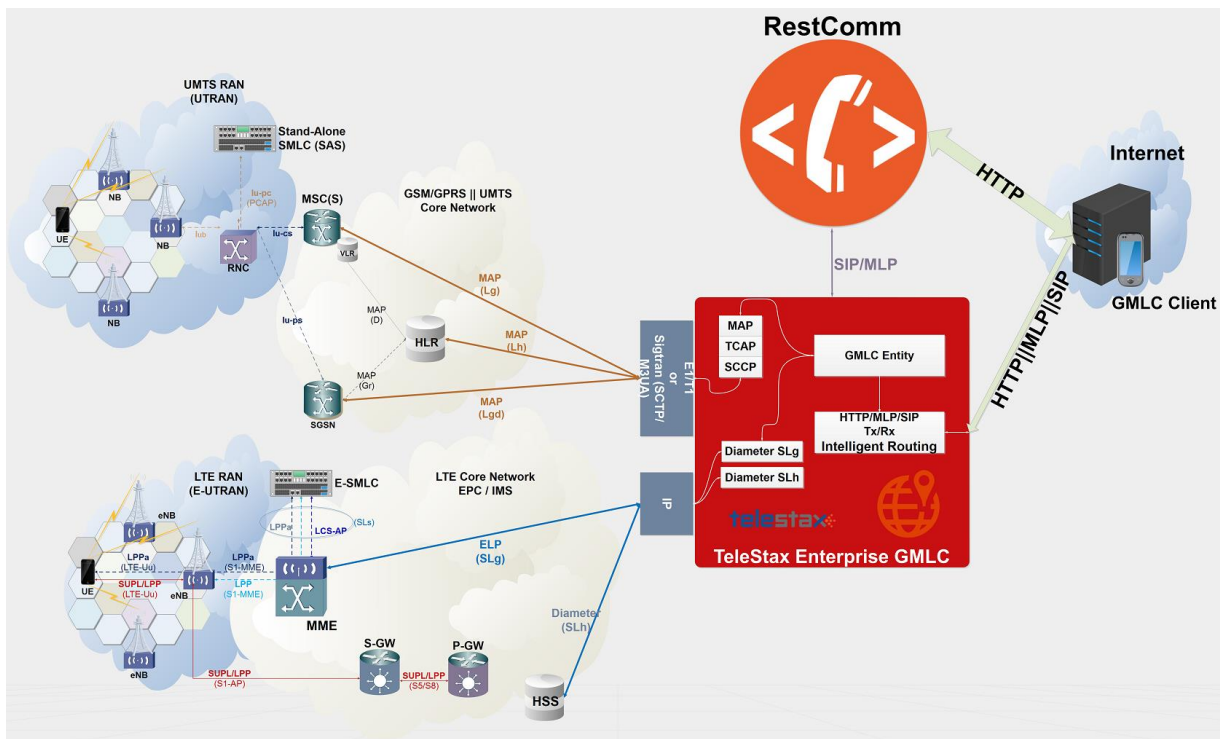 RestComm
UMTS RAN
(UTRAN)
Stand-Alone
SMLC (SAS)
Internet
NB
Iu-pc
(PCAP)
MSC(S)
GSM/GPRS || UMTS
Core Network
HTTP
UE
NB
Iub
Iu-cs
VLR
RNC
SIP/MLP
MAP
(Lg)
GMLC Client
NB
Iu-ps
MAP
(D)
HLR
MAP
(Lh)
E1/T1
or
Sigtran (SCTP/
M3UA)
MAP
TCAP
SCCP
GMLC Entity
HTTP||MLP||SIP
MAP
(Gr)
MAP
(Lgd)
SGSN
HTTP/MLP/SIP
Tx/Rx
Intelligent Routing
Diameter SLg
Diameter SLh
LTE RAN
(E-UTRAN)
E-SMLC
LTE Core Network
EPC / IMS
IP
eNB
LPPa
LCS-AP
(SLs)
telestax
TeleStax Enterprise GMLC
LPPa
(LTE-Uu)
LPPa
(S1-MME)
ELP
(SLg)
UE
SUPL/LPP
(LTE-Uu)
eNB
LPP
(S1-MME)
MME
Diameter
(SLh)
eNB
S-GW
P-GW
SUPL/LPP
(S1-AP)
SUPL/LPP
(S5/S8)
HSS